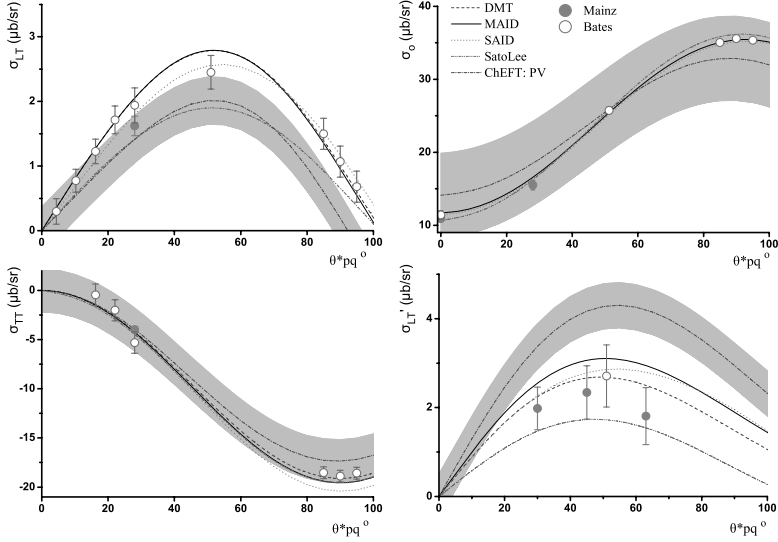 σLT (μb/sr)
4
3
2
1
0
0
20
40
60
80
100
θ*pq °
σo (μb/sr)
40
30
20
10
0
20
40
60
80
100
θ*pq °
DMT
MAID
SAID
SatoLee
ChEFT: PV
Mainz
Bates
σTT (μb/sr)
0
-5
-10
-15
-20
0
20
40
60
80
100
θ*pq °
σLT' (μb/sr)
4
2
0
0
20
40
60
80
100
θ*pq °